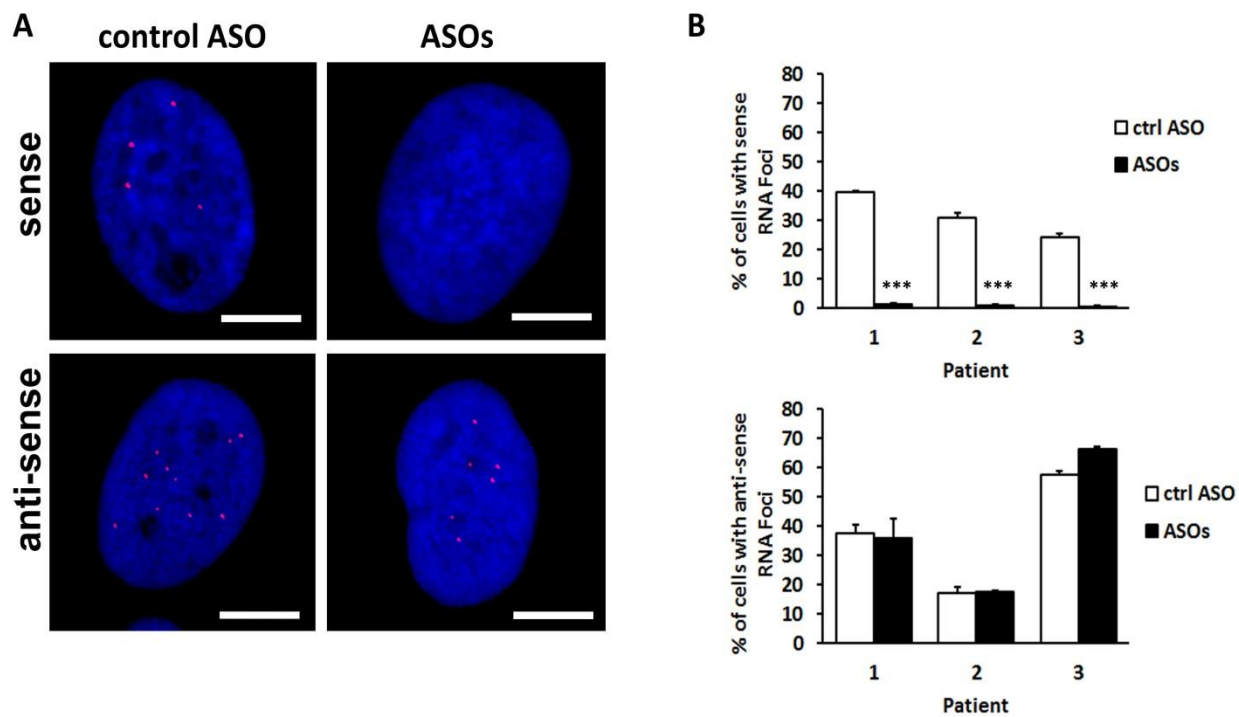 A
control ASO
ASOs
sense
anti-sense
B
% of cells with sense
RNA Foci
80
70
60
50
40
30
20
10
0
***
***
***
1
2
3
Patient
ctrl ASO
ASOs
% of cells with anti-sense
RNA Foci
80
70
60
50
40
30
20
10
0
1
2
3
Patient
ctrl ASO
ASOs